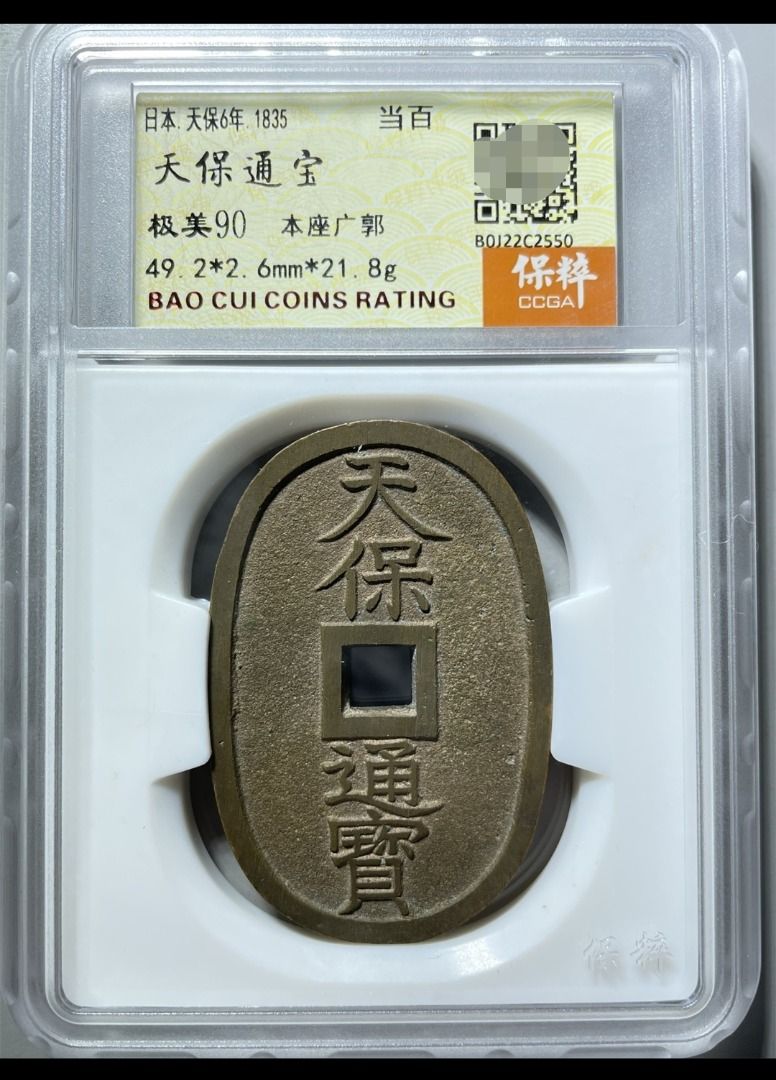 日本.天保6年.1835 当百
天保通宝
极美90 本座广郭
B0J22C2550
49.2*2.6mm*21.8g
保粹
CCGA
BAO CUI COINS RATING
天
保
通
寳
保粹